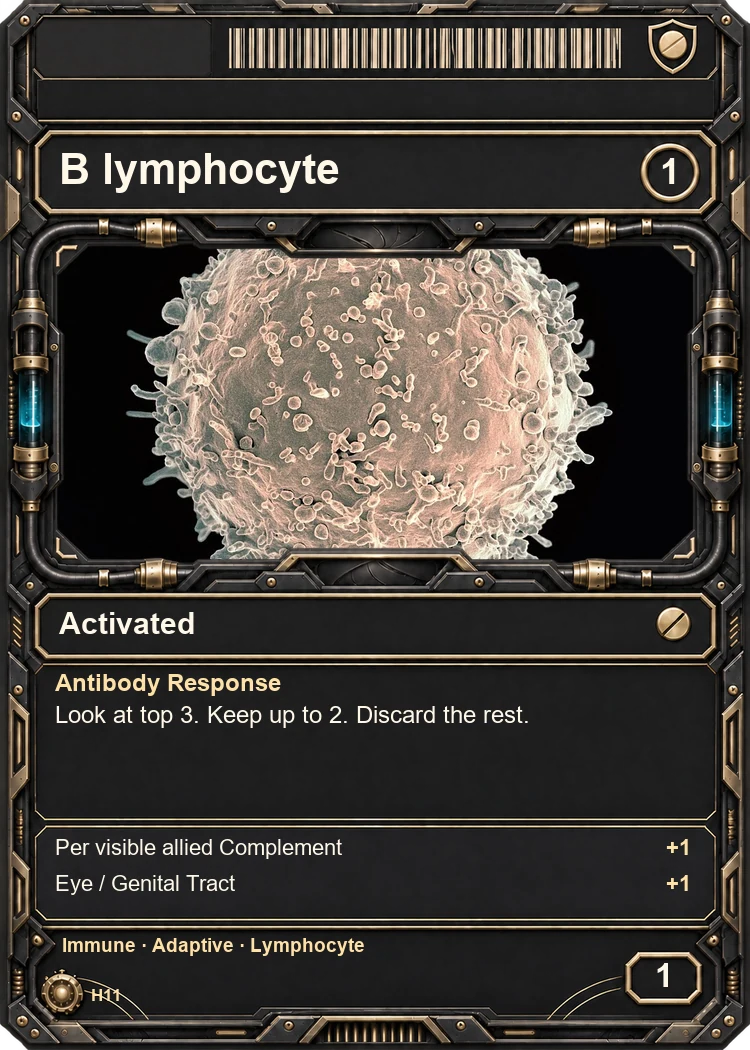 B lymphocyte
1
Activated
Antibody Response
Look at top 3. Keep up to 2. Discard the rest.
Per visible allied Complement +1
Eye / Genital Tract +1
Immune · Adaptive · Lymphocyte
H11
1